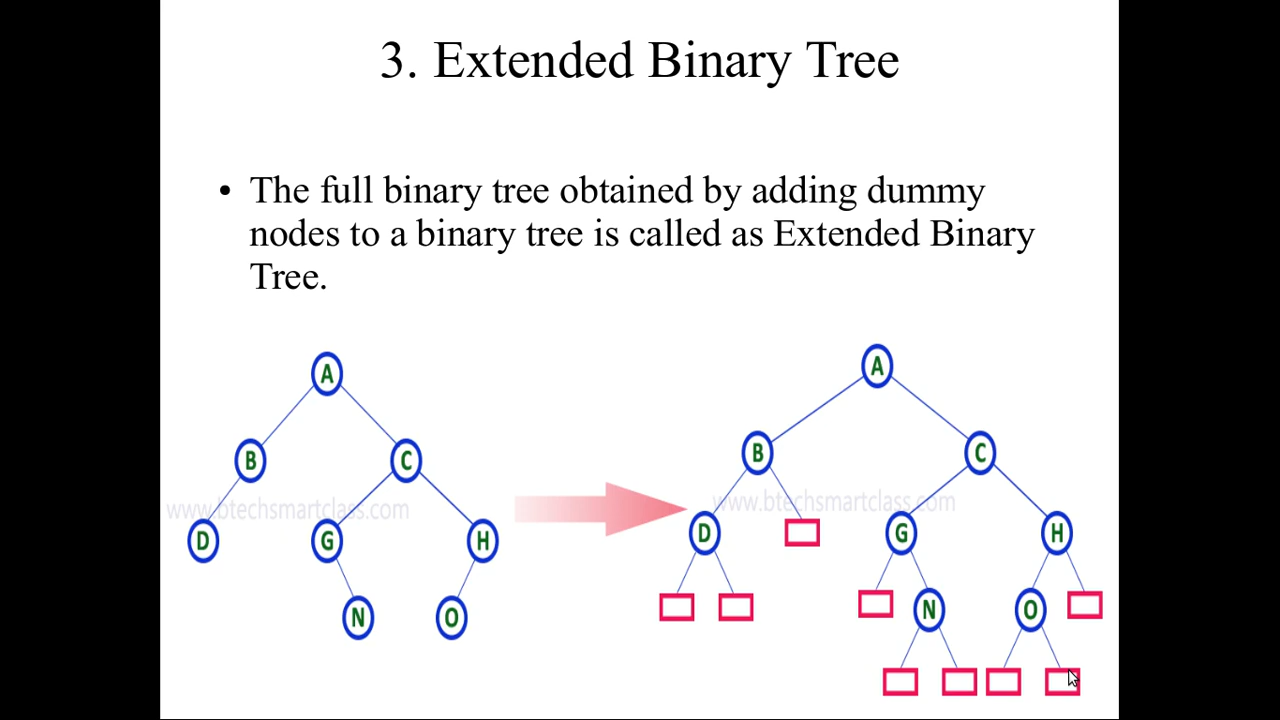 3. Extended Binary Tree
• The full binary tree obtained by adding dummy
nodes to a binary tree is called as Extended Binary
Tree.
A
B C
www.btechsmartclass.com
D G H
N O
A
B C
www.btechsmartclass.com
D G H
N O